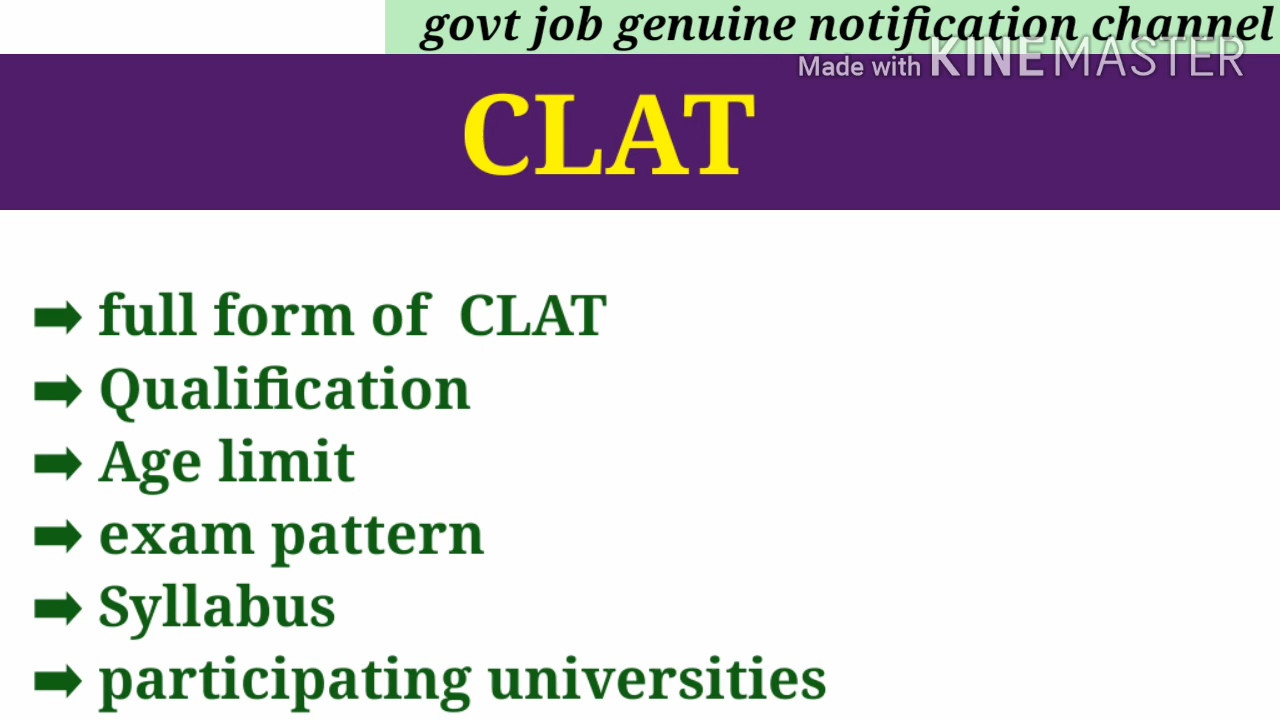 govt job genuine notification channel
Made with KINEMASTER
CLAT
➡ full form of CLAT
➡ Qualification
➡ Age limit
➡ exam pattern
➡ Syllabus
➡ participating universities